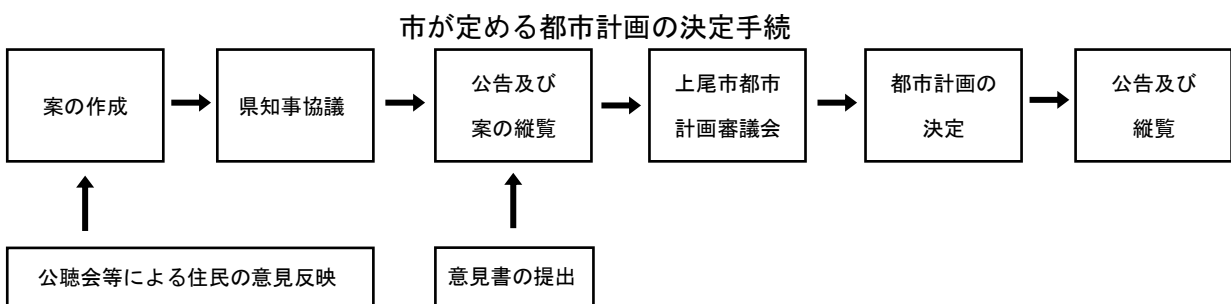 市が定める都市計画の決定手続
案の作成
県知事協議
公告及び
案の縦覧
上尾市都市
計画審議会
都市計画の
決定
公告及び
縦覧
公聴会等による住民の意見反映
意見書の提出